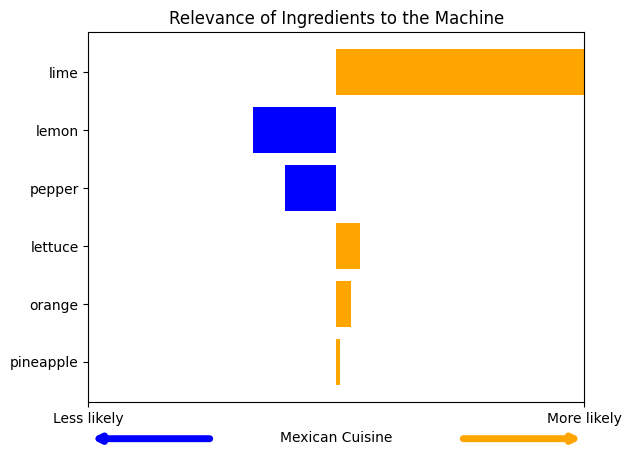 Relevance of Ingredients to the Machine
lime
lemon
pepper
lettuce
orange
pineapple
Less likely More likely
Mexican Cuisine